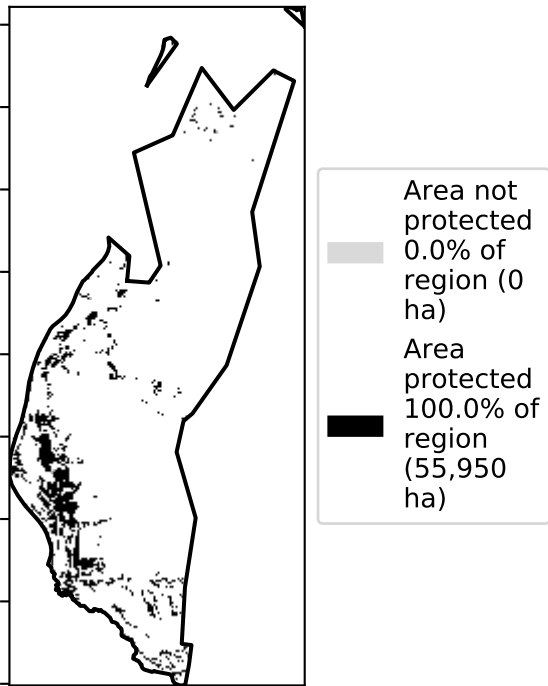 Area not
protected
0.0% of
region (0
ha)
Area
protected
100.0% of
region
(55,950
ha)